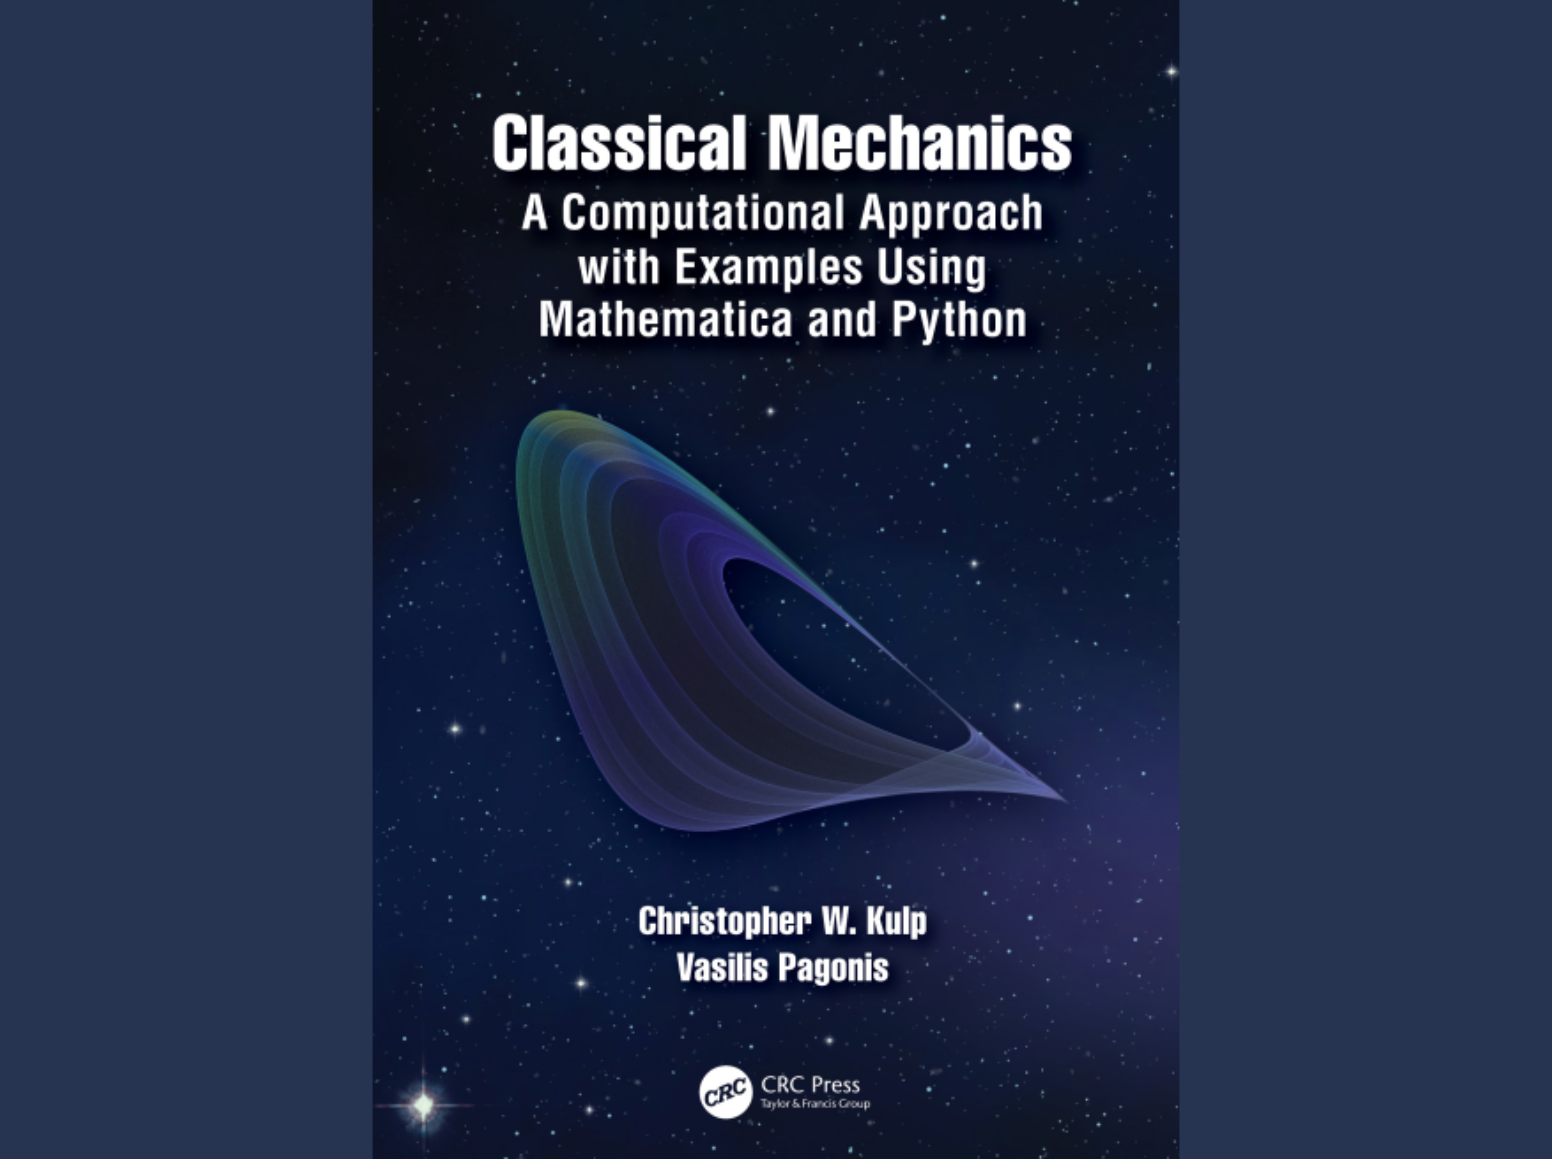 Classical Mechanics
A Computational Approach
with Examples Using
Mathematica and Python
Christopher W. Kulp
Vasilis Pagonis
CRC
CRC Press
Taylor & Francis Group